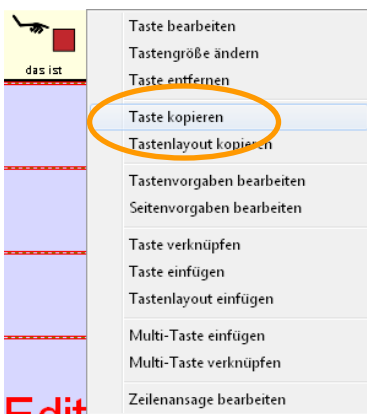 das ist
Taste bearbeiten
Tastengröße ändern
Taste entfernen
Taste kopieren
Tastenlayout kopieren
Tastenvorgaben bearbeiten
Seitenvorgaben bearbeiten
Taste verknüpfen
Taste einfügen
Tastenlayout einfügen
Multi-Taste einfügen
Multi-Taste verknüpfen
Zeilenansage bearbeiten
Edit